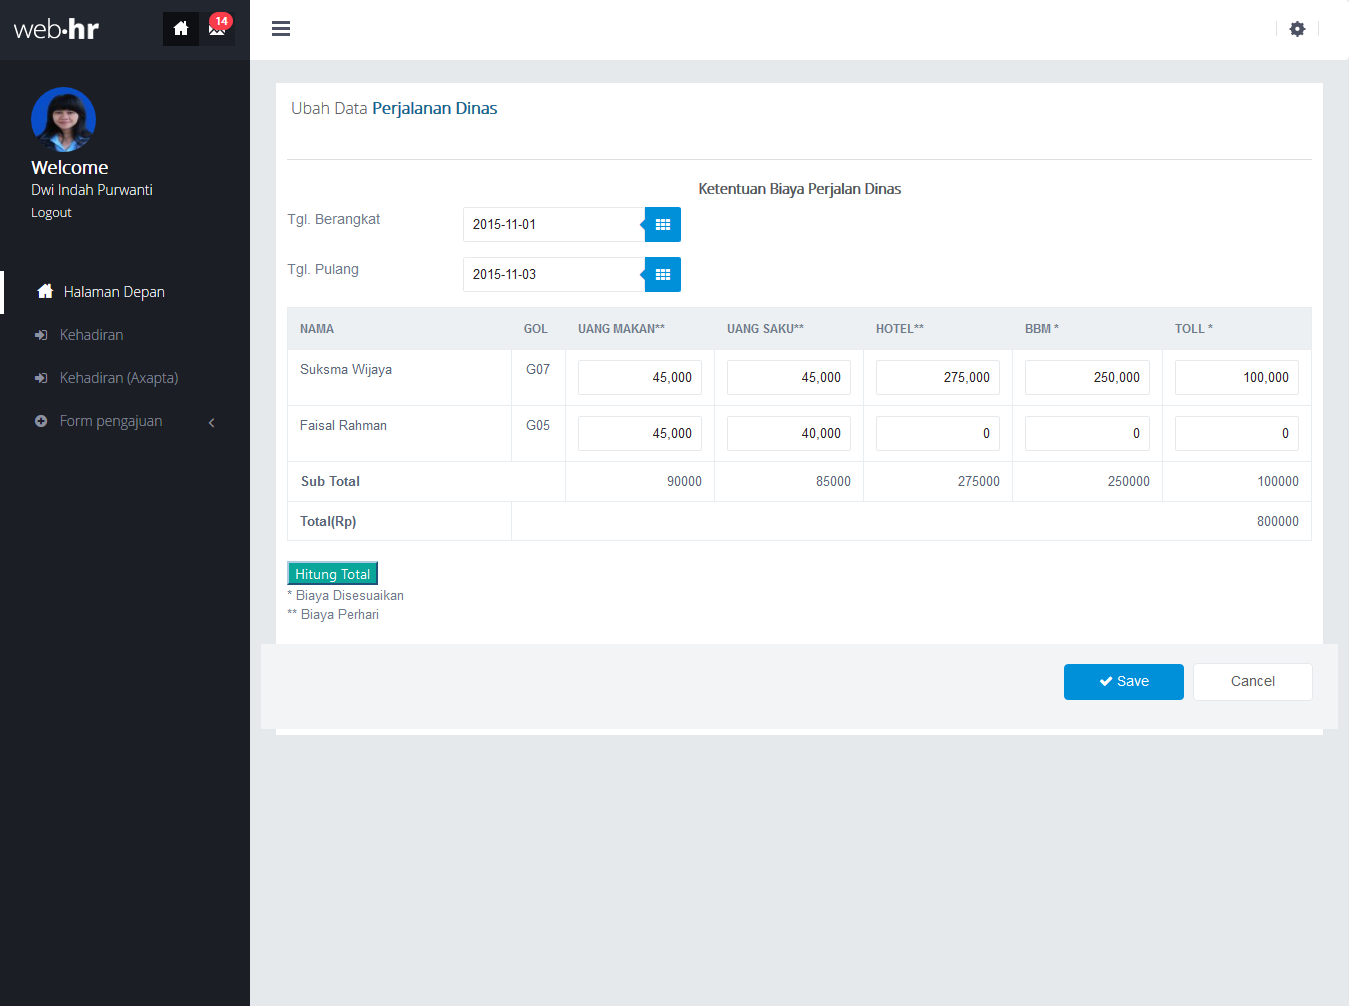 web·hr
14
Welcome
Dwi Indah Purwanti
Logout
Halaman Depan
Kehadiran
Kehadiran (Axapta)
Form pengajuan
Ubah Data Perjalanan Dinas
Ketentuan Biaya Perjalan Dinas
Tgl. Berangkat 2015-11-01
Tgl. Pulang 2015-11-03
NAMA GOL UANG MAKAN** UANG SAKU** HOTEL** BBM * TOLL *
Suksma Wijaya G07 45,000 45,000 275,000 250,000 100,000
Faisal Rahman G05 45,000 40,000 0 0 0
Sub Total 90000 85000 275000 250000 100000
Total(Rp) 800000
Hitung Total
* Biaya Disesuaikan
** Biaya Perhari
Save Cancel